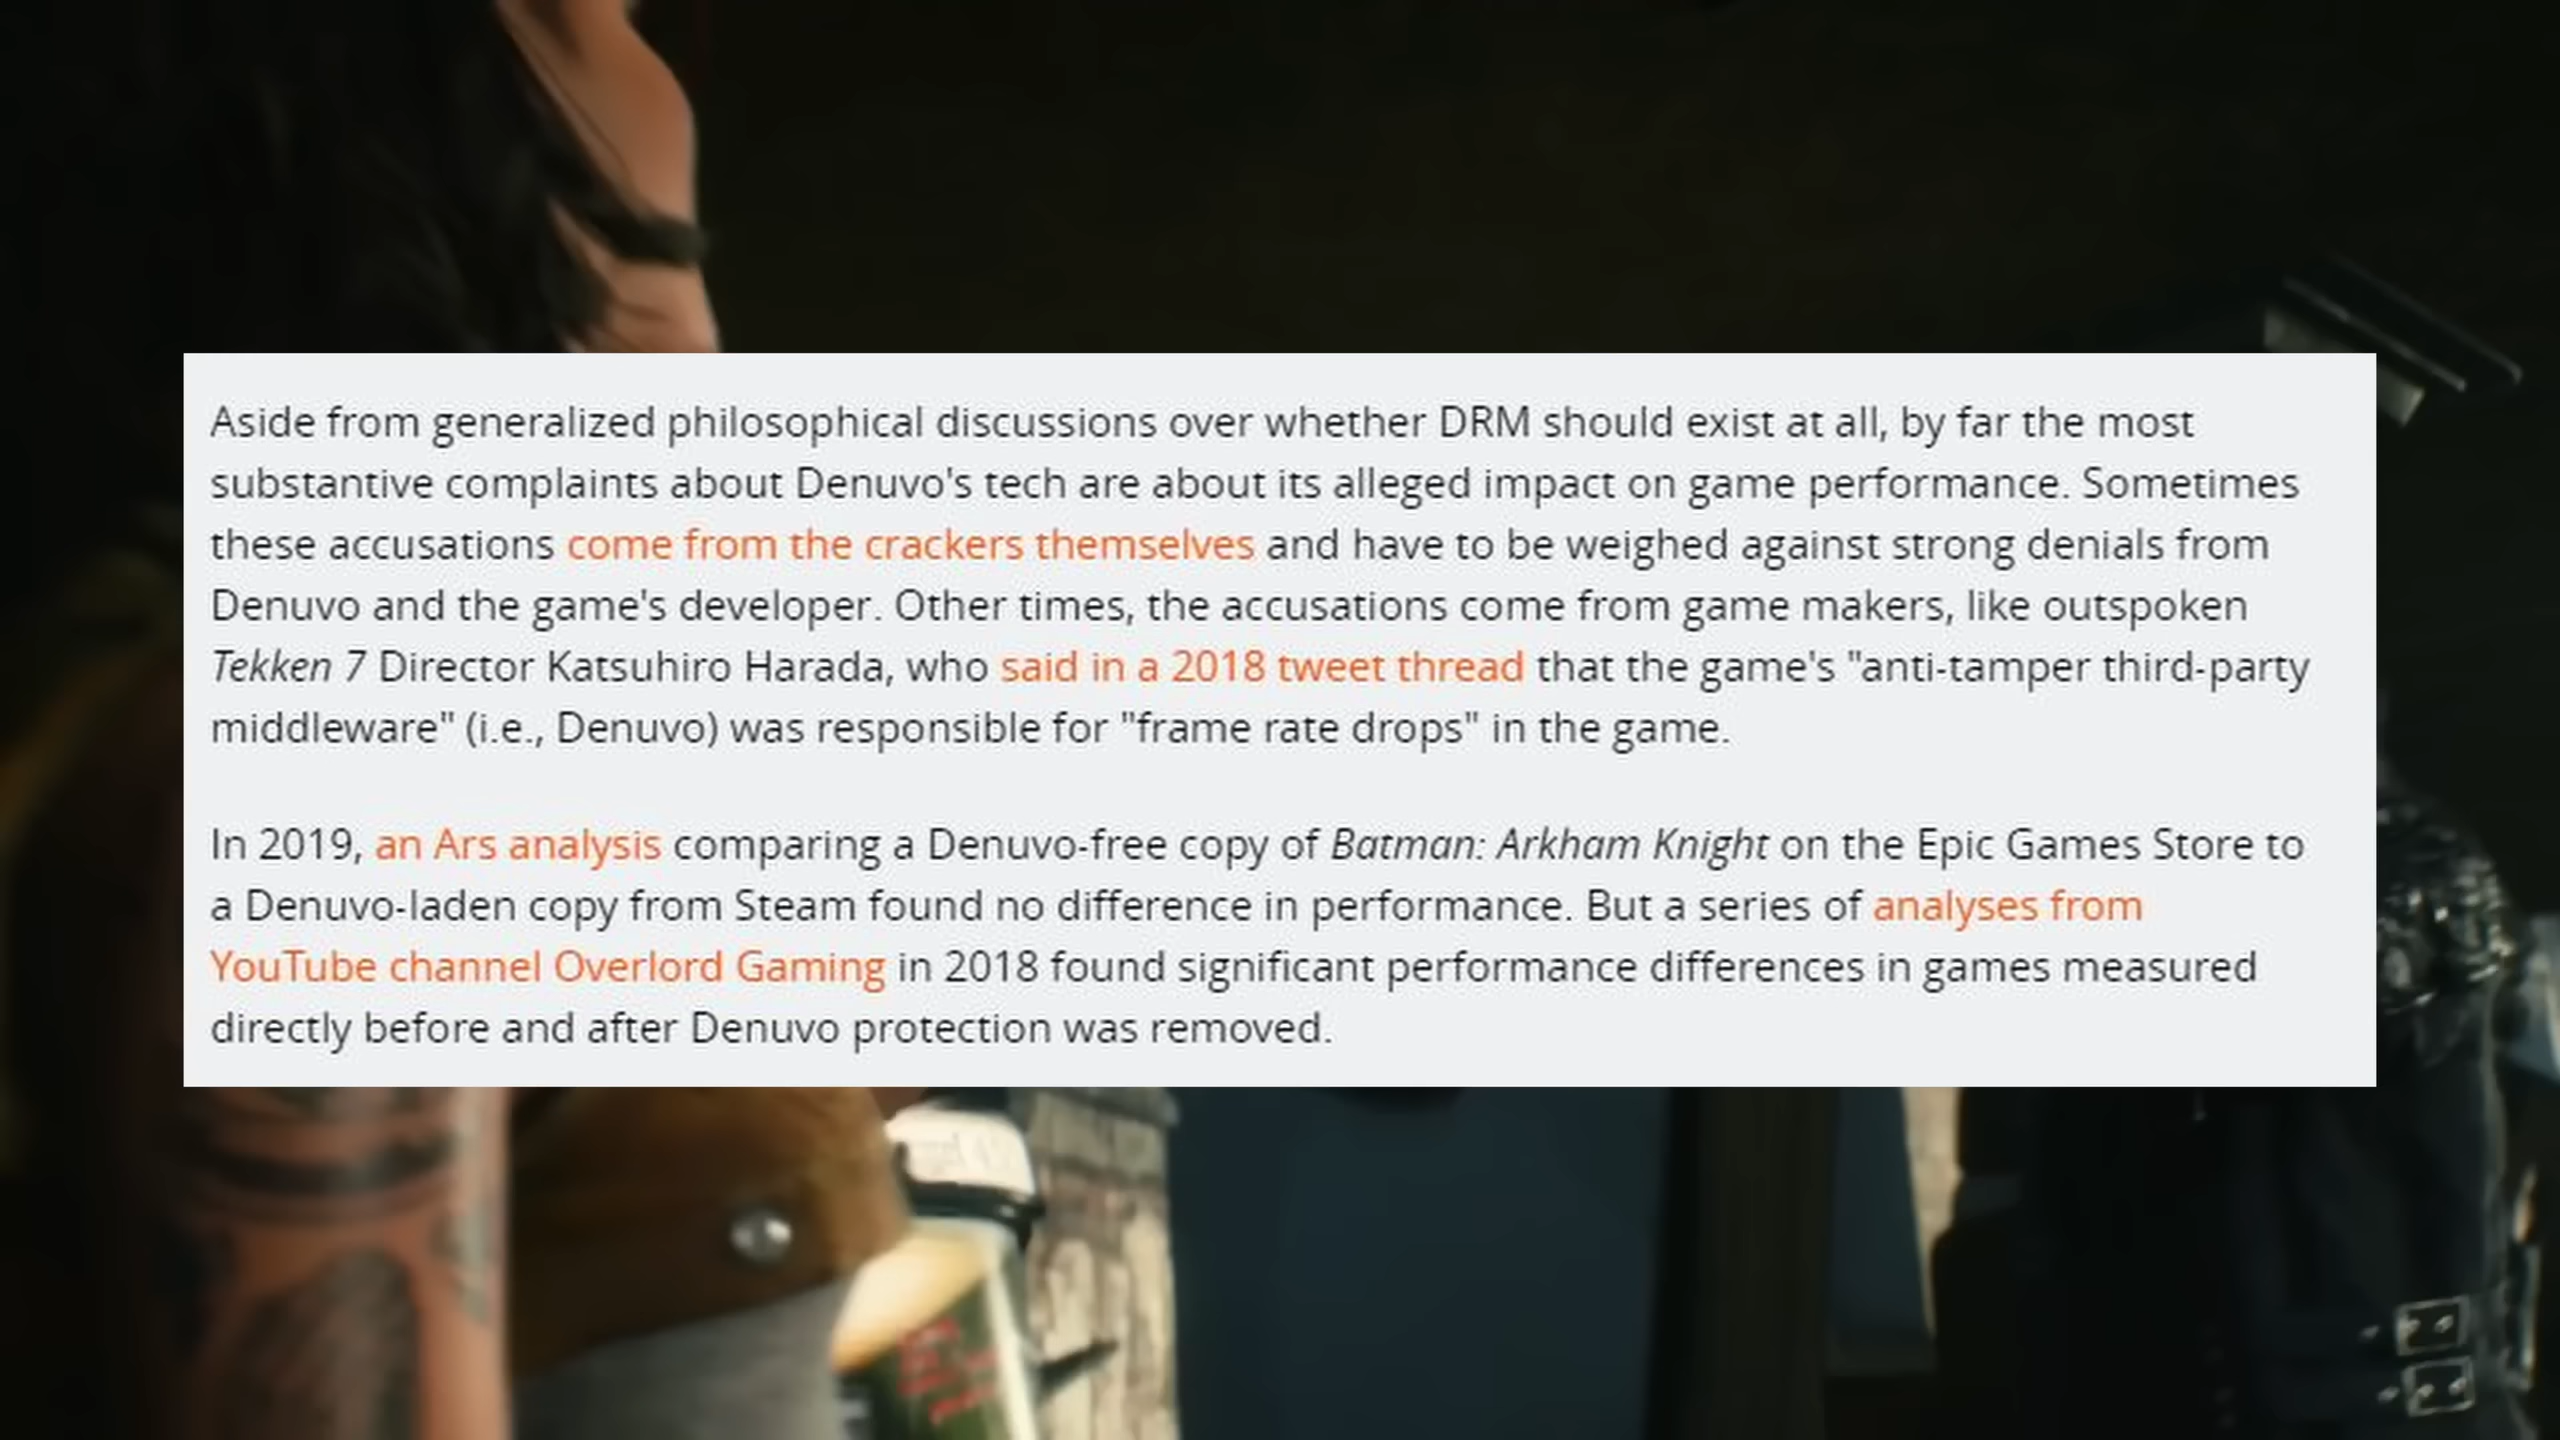 Aside from generalized philosophical discussions over whether DRM should exist at all, by far the most
substantive complaints about Denuvo's tech are about its alleged impact on game performance. Sometimes
these accusations come from the crackers themselves and have to be weighed against strong denials from
Denuvo and the game's developer. Other times, the accusations come from game makers, like outspoken
Tekken 7 Director Katsuhiro Harada, who said in a 2018 tweet thread that the game's "anti-tamper third-party
middleware" (i.e., Denuvo) was responsible for "frame rate drops" in the game.
In 2019, an Ars analysis comparing a Denuvo-free copy of Batman: Arkham Knight on the Epic Games Store to
a Denuvo-laden copy from Steam found no difference in performance. But a series of analyses from
YouTube channel Overlord Gaming in 2018 found significant performance differences in games measured
directly before and after Denuvo protection was removed.